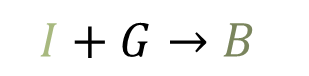 I + G → B